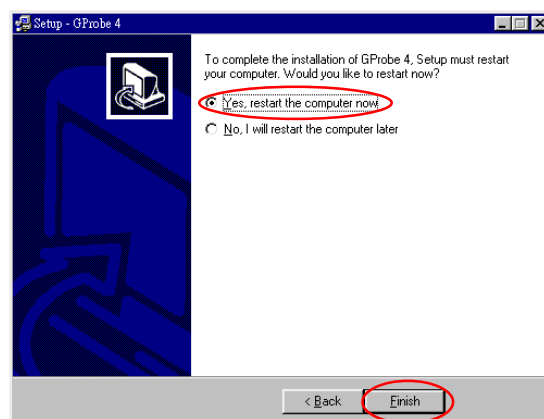 Setup - GProbe 4
To complete the installation of GProbe 4, Setup must restart
your computer. Would you like to restart now?
Yes, restart the computer now
No, I will restart the computer later
< Back
Finish